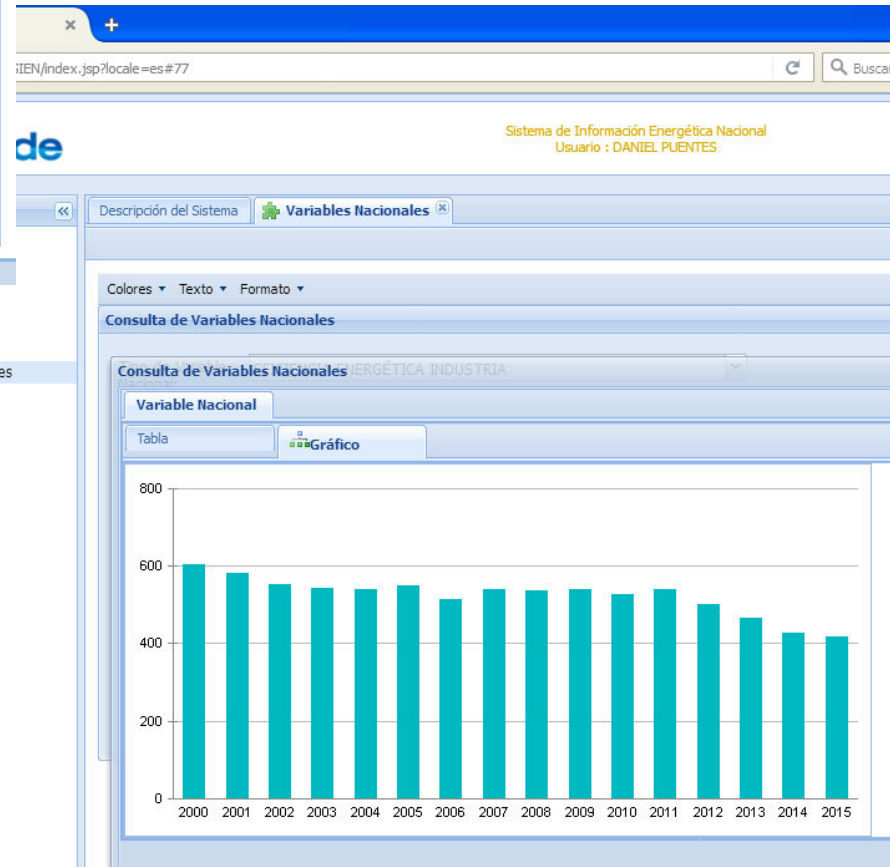 SIEN/index.jsp?locale=es#77
Buscar
de
Sistema de Información Energética Nacional
Usuario : DANIEL PUENTES
Descripción del Sistema
Variables Nacionales
Colores
Texto
Formato
Consulta de Variables Nacionales
es
ENERGÉTICA INDUSTRIA
Nacional:
Consulta de Variables Nacionales
Variable Nacional
Tabla
Gráfico
800
600
400
200
0
2000 2001 2002 2003 2004 2005 2006 2007 2008 2009 2010 2011 2012 2013 2014 2015